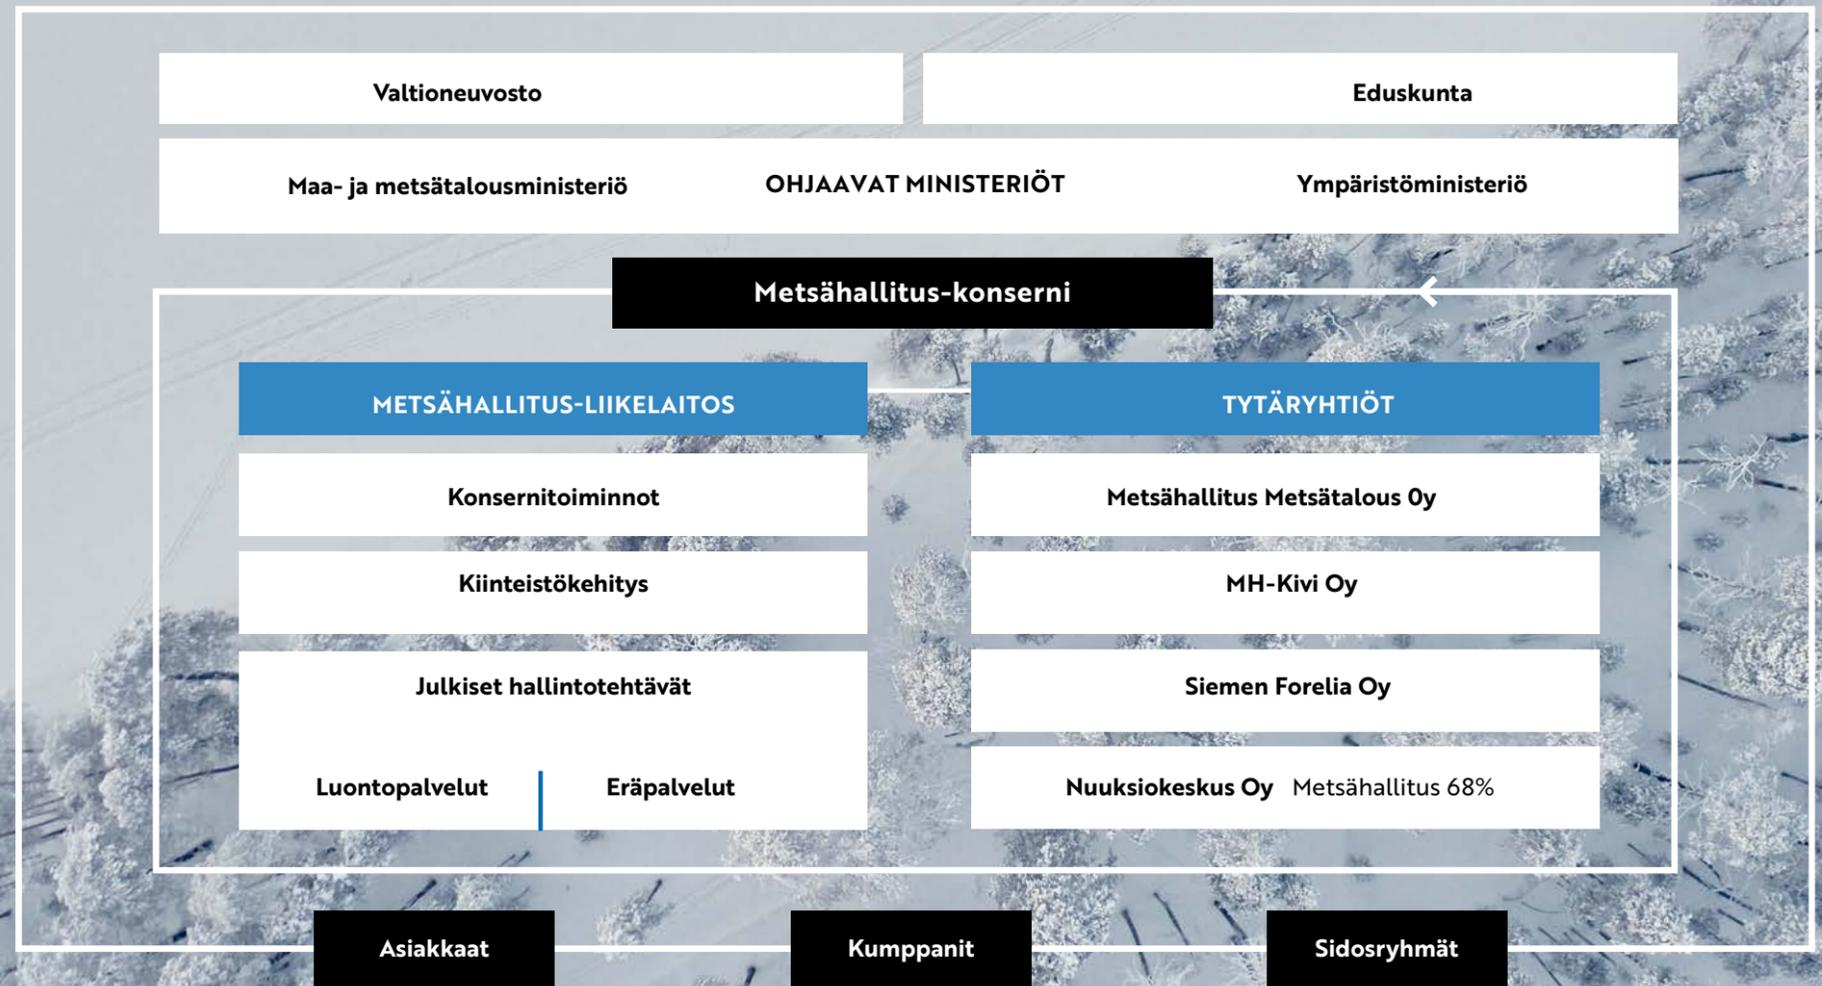 Valtioneuvosto
Eduskunta
Maa- ja metsätalousministeriö
OHJAAVAT MINISTERIÖT
Ympäristöministeriö
Metsähallitus-konserni
METSÄHALLITUS-LIIKELAITOS
TYTÄRYHTIÖT
Konsernitoiminnot
Metsähallitus Metsätalous 0y
Kiinteistökehitys
MH-Kivi Oy
Julkiset hallintotehtävät
Siemen Forelia Oy
Luontopalvelut
Eräpalvelut
Nuuksiokeskus Oy Metsähallitus 68%
Asiakkaat
Kumppanit
Sidosryhmät